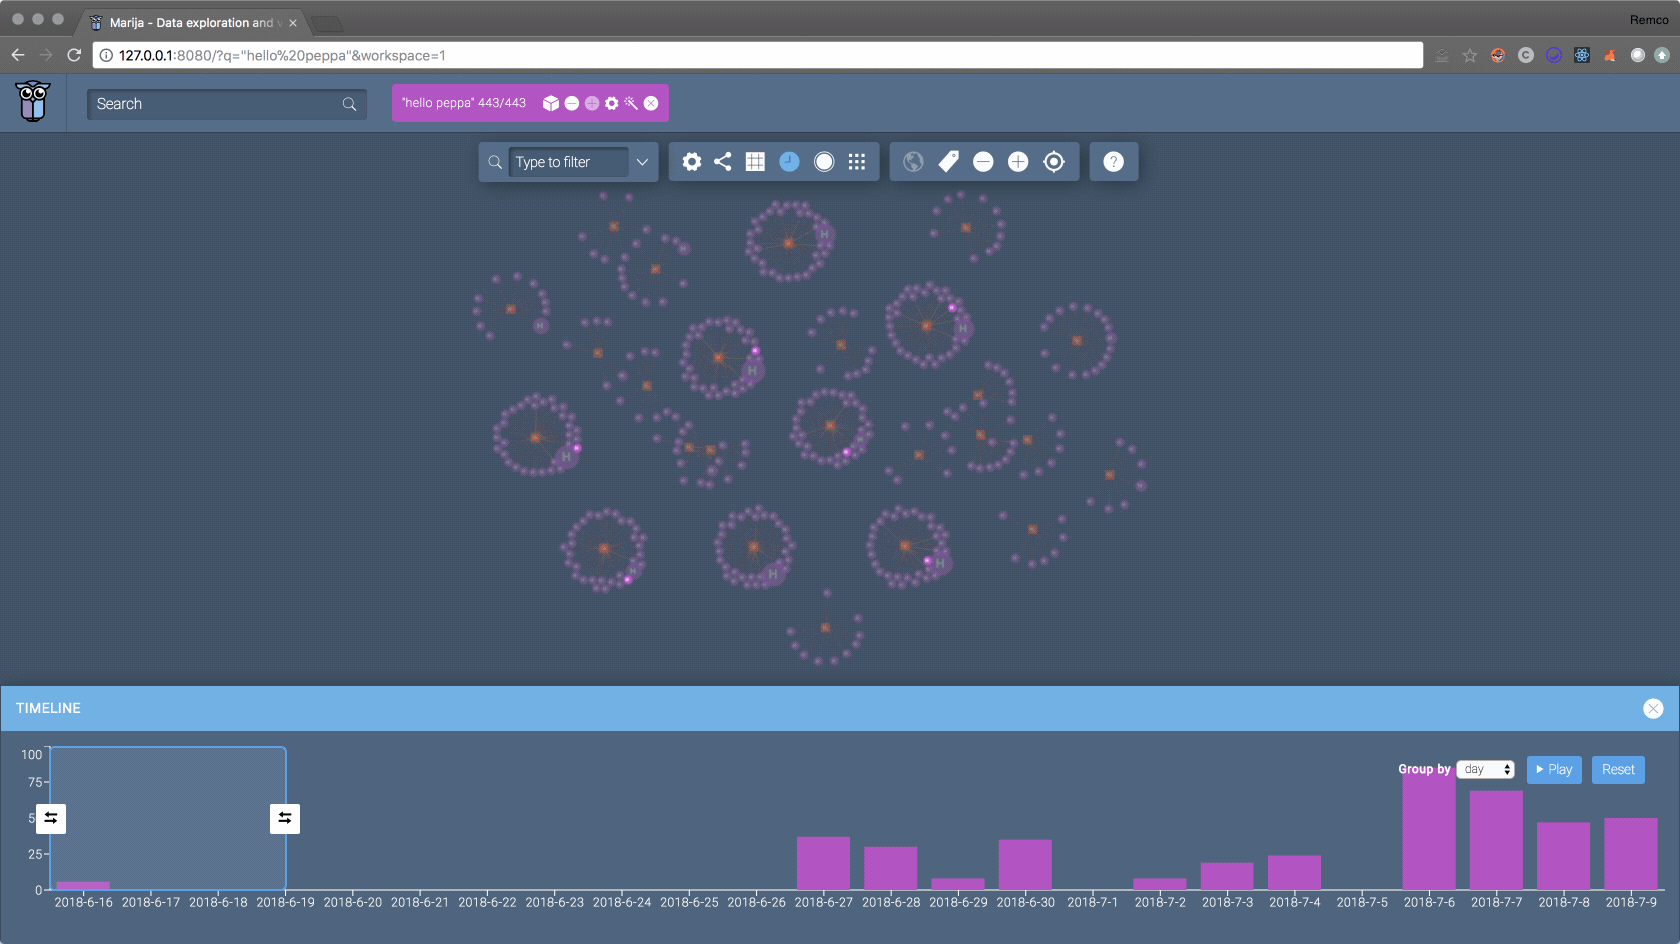 Marija - Data exploration and v
Remco
127.0.0.1:8080/?q="hello%20peppa"&workspace=1
Search
"hello peppa" 443/443
Type to filter
?
H
H
H
H
H
H
H
H
H
H
TIMELINE
100
75
5
25
0
Group by
day
Play
Reset
2018-6-16 2018-6-17 2018-6-18 2018-6-19 2018-6-20 2018-6-21 2018-6-22 2018-6-23 2018-6-24 2018-6-25 2018-6-26 2018-6-27 2018-6-28 2018-6-29 2018-6-30 2018-7-1 2018-7-2 2018-7-3 2018-7-4 2018-7-5 2018-7-6 2018-7-7 2018-7-8 2018-7-9